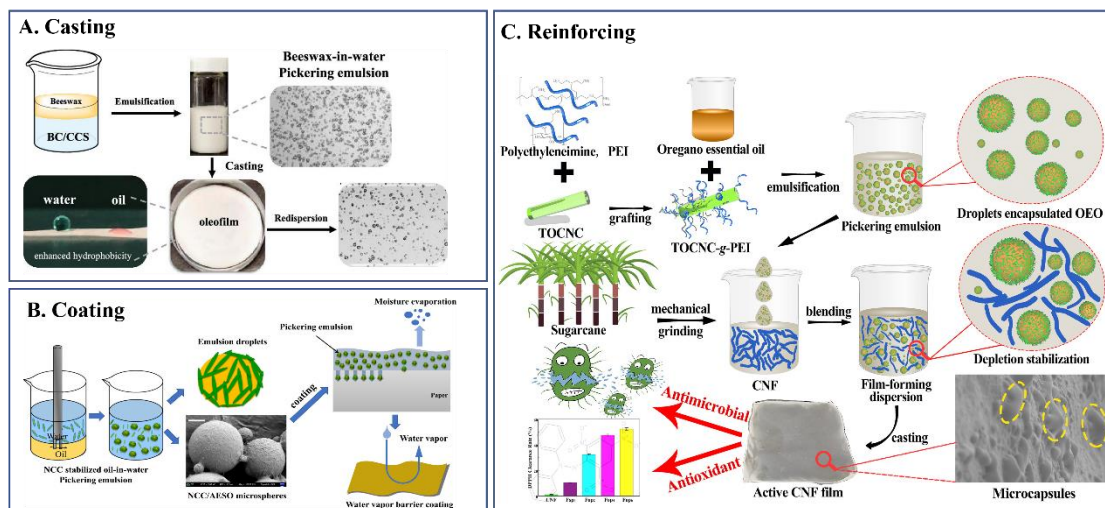 A. Casting
Beeswax
BC/CCS
Emulsification
Beeswax-in-water
Pickering emulsion
Casting
water
oil
enhanced hydrophobicity
oleofilm
Redispersion
B. Coating
Water
Oil
NCC stabilized oil-in-water
Pickering emulsion
Emulsion droplets
NCC/AESO microspheres
coating
Pickering emulsion
Moisture evaporation
Paper
Water vapor
Water vapor barrier coating
C. Reinforcing
Polyethyleneimine, PEI
Oregano essential oil
+
+
TOCNC
grafting
TOCNC-g-PEI
emulsification
Pickering emulsion
Droplets encapsulated OEO
Sugarcane
mechanical
grinding
CNF
blending
Film-forming
dispersion
Depletion stabilization
Antimicrobial
Antioxidant
casting
Active CNF film
Microcapsules
CNF